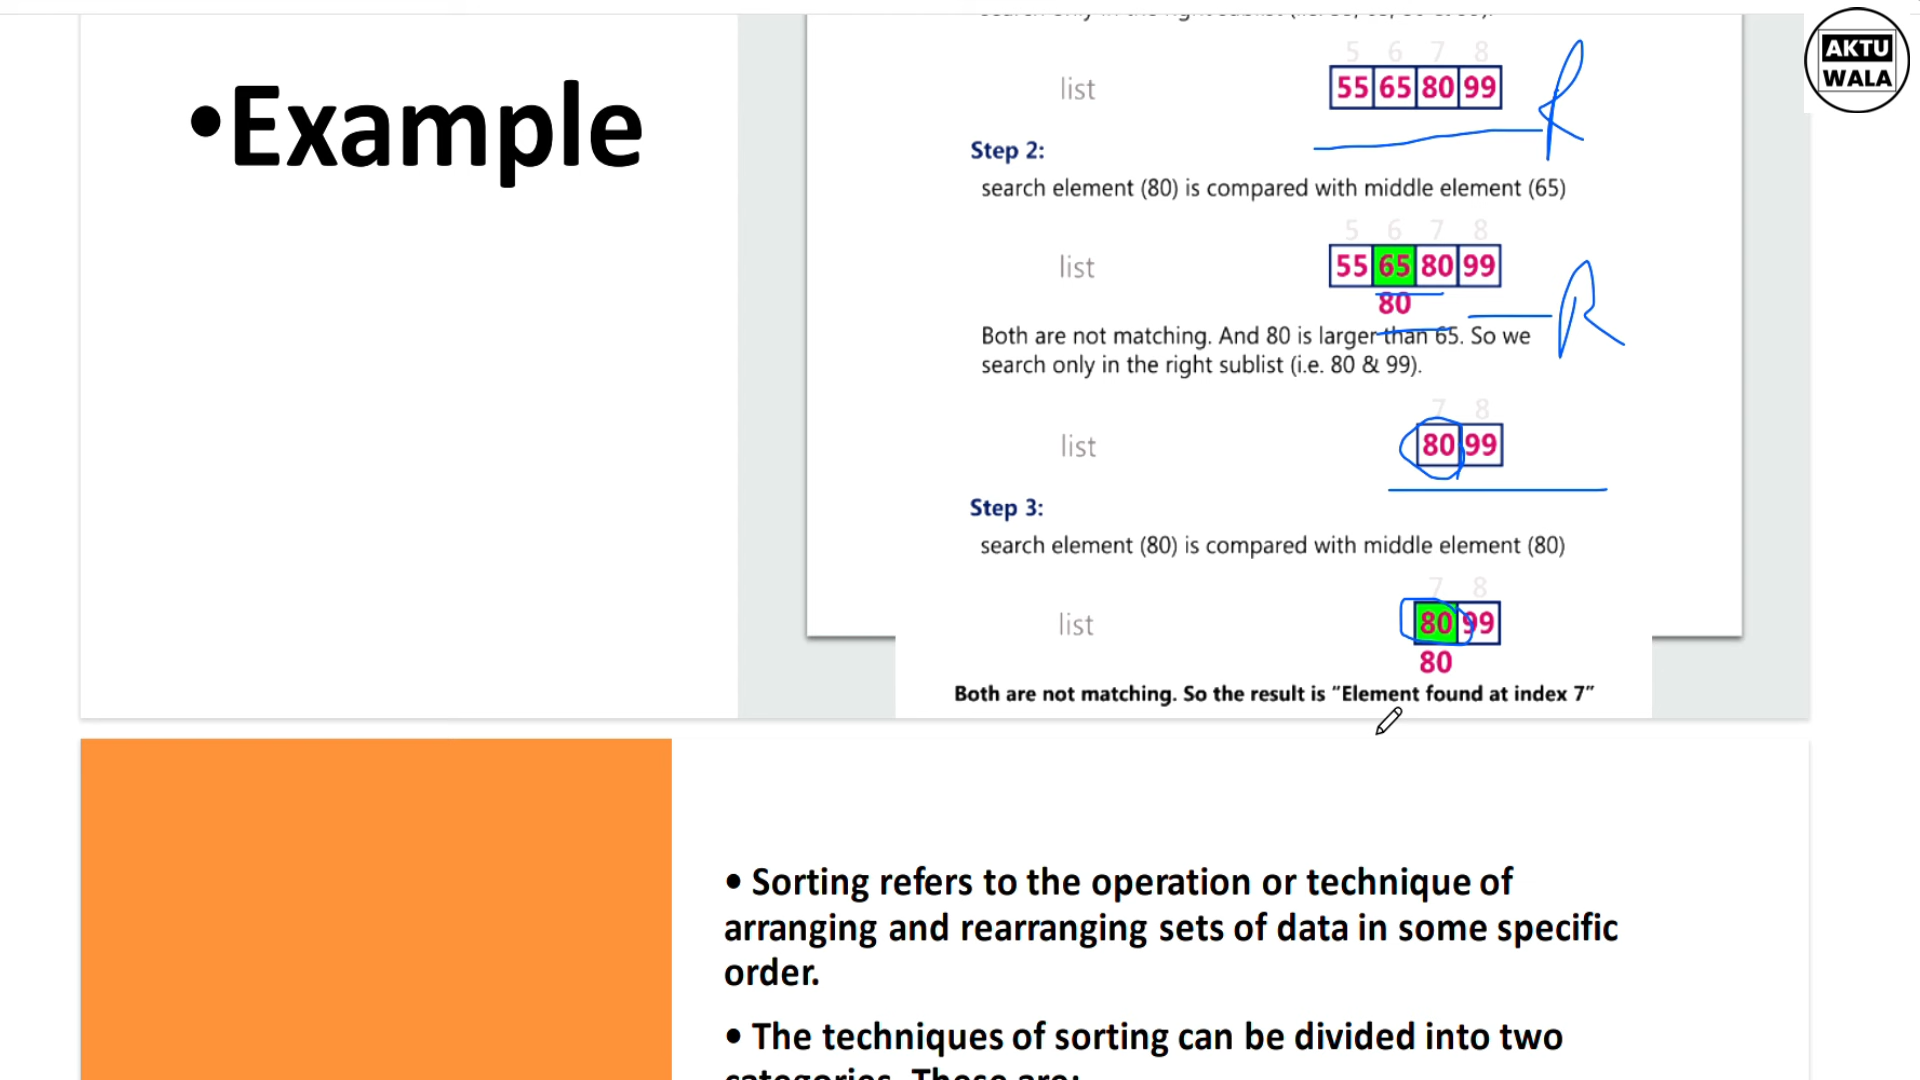 AKTU
WALA
•Example
5 6 7 8
list 55 65 80 99
R
Step 2:
search element (80) is compared with middle element (65)
5 6 7 8
list 55 65 80 99
80
R
Both are not matching. And 80 is larger than 65. So we
search only in the right sublist (i.e. 80 & 99).
7 8
list 80 99
Step 3:
search element (80) is compared with middle element (80)
7 8
list 80 99
80
Both are not matching. So the result is “Element found at index 7”
• Sorting refers to the operation or technique of
arranging and rearranging sets of data in some specific
order.
• The techniques of sorting can be divided into two
categories. These are: